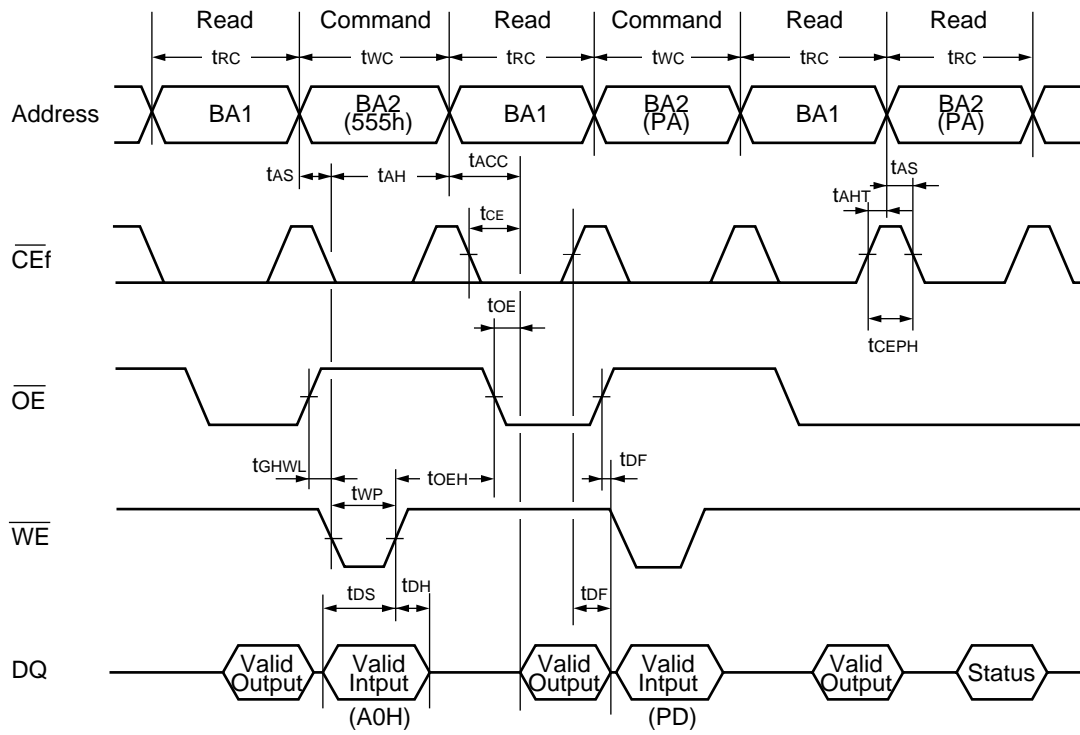 Read Command Read Command Read Read
tRC tWC tRC tWC tRC tRC
Address BA1 BA2 BA1 BA2 BA1 BA2
(555h) (PA) (PA)
tAS tAH tACC tAS
tAHT
tCE
CEf
tOE
tCEPH
OE
tGHWL tOEH tDF
tWP
WE
tDS tDH tDF
DQ Valid Valid Valid Valid Valid Status
Output Intput Output Intput Output
(A0H) (PD)